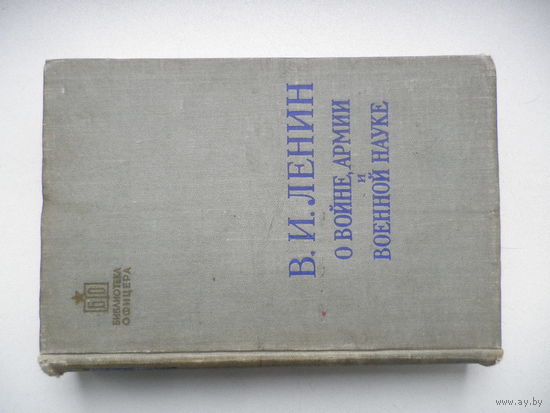 В. И. ЛЕНИН
О ВОЙНЕ, АРМИИ
и
ВОЕННОЙ НАУКЕ
БО
БИБЛИОТЕКА
ОФИЦЕРА
www.ay.by